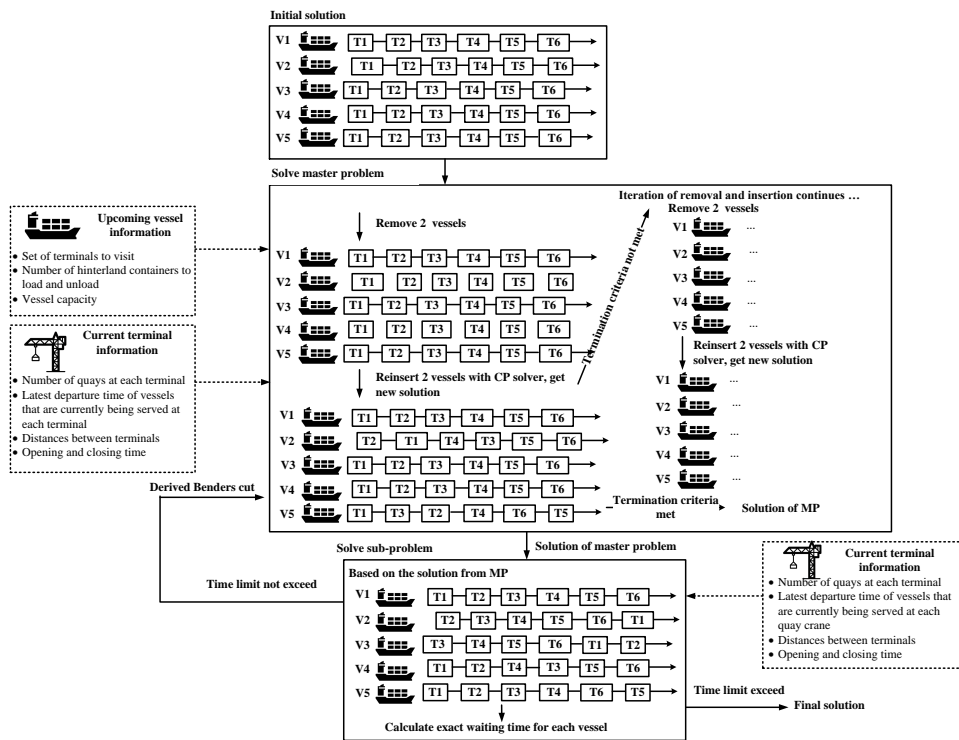 Initial solution
V1 T1 T2 T3 T4 T5 T6
V2 T1 T2 T3 T4 T5 T6
V3 T1 T2 T3 T4 T5 T6
V4 T1 T2 T3 T4 T5 T6
V5 T1 T2 T3 T4 T5 T6
Solve master problem
Upcoming vessel
information
• Set of terminals to visit
• Number of hinterland containers to
load and unload
• Vessel capacity
Current terminal
information
• Number of quays at each terminal
• Latest departure time of vessels
that are currently being served at
each terminal
• Distances between terminals
• Opening and closing time
Remove 2 vessels
V1 T1 T2 T3 T4 T5 T6
V2 T1 T2 T3 T4 T5 T6
V3 T1 T2 T3 T4 T5 T6
V4 T1 T2 T3 T4 T5 T6
V5 T1 T2 T3 T4 T5 T6
Reinsert 2 vessels with CP solver, get
new solution
V1 T1 T2 T3 T4 T5 T6
V2 T2 T1 T4 T3 T5 T6
V3 T1 T2 T3 T4 T5 T6
V4 T1 T2 T3 T4 T5 T6
V5 T1 T3 T2 T4 T6 T5
Termination criteria not met
Iteration of removal and insertion continues …
Remove 2 vessels
V1 ...
V2 ...
V3 ...
V4 ...
V5 ...
Reinsert 2 vessels with CP
solver, get new solution
V1 ...
V2 ...
V3 ...
V4 ...
V5 ...
Termination criteria
met
Solution of MP
Derived Benders cut
Solve sub-problem
Solution of master problem
Time limit not exceed
Based on the solution from MP
V1 T1 T2 T3 T4 T5 T6
V2 T2 T3 T4 T5 T6 T1
V3 T3 T4 T5 T6 T1 T2
V4 T1 T2 T4 T3 T5 T6
V5 T1 T2 T3 T4 T6 T5
Calculate exact waiting time for each vessel
Current terminal
information
• Number of quays at each terminal
• Latest departure time of vessels that
are currently being served at each
quay crane
• Distances between terminals
• Opening and closing time
Time limit exceed
Final solution